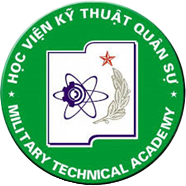 HỌC VIỆN KỸ THUẬT QUÂN SỰ
MILITARY TECHNICAL ACADEMY